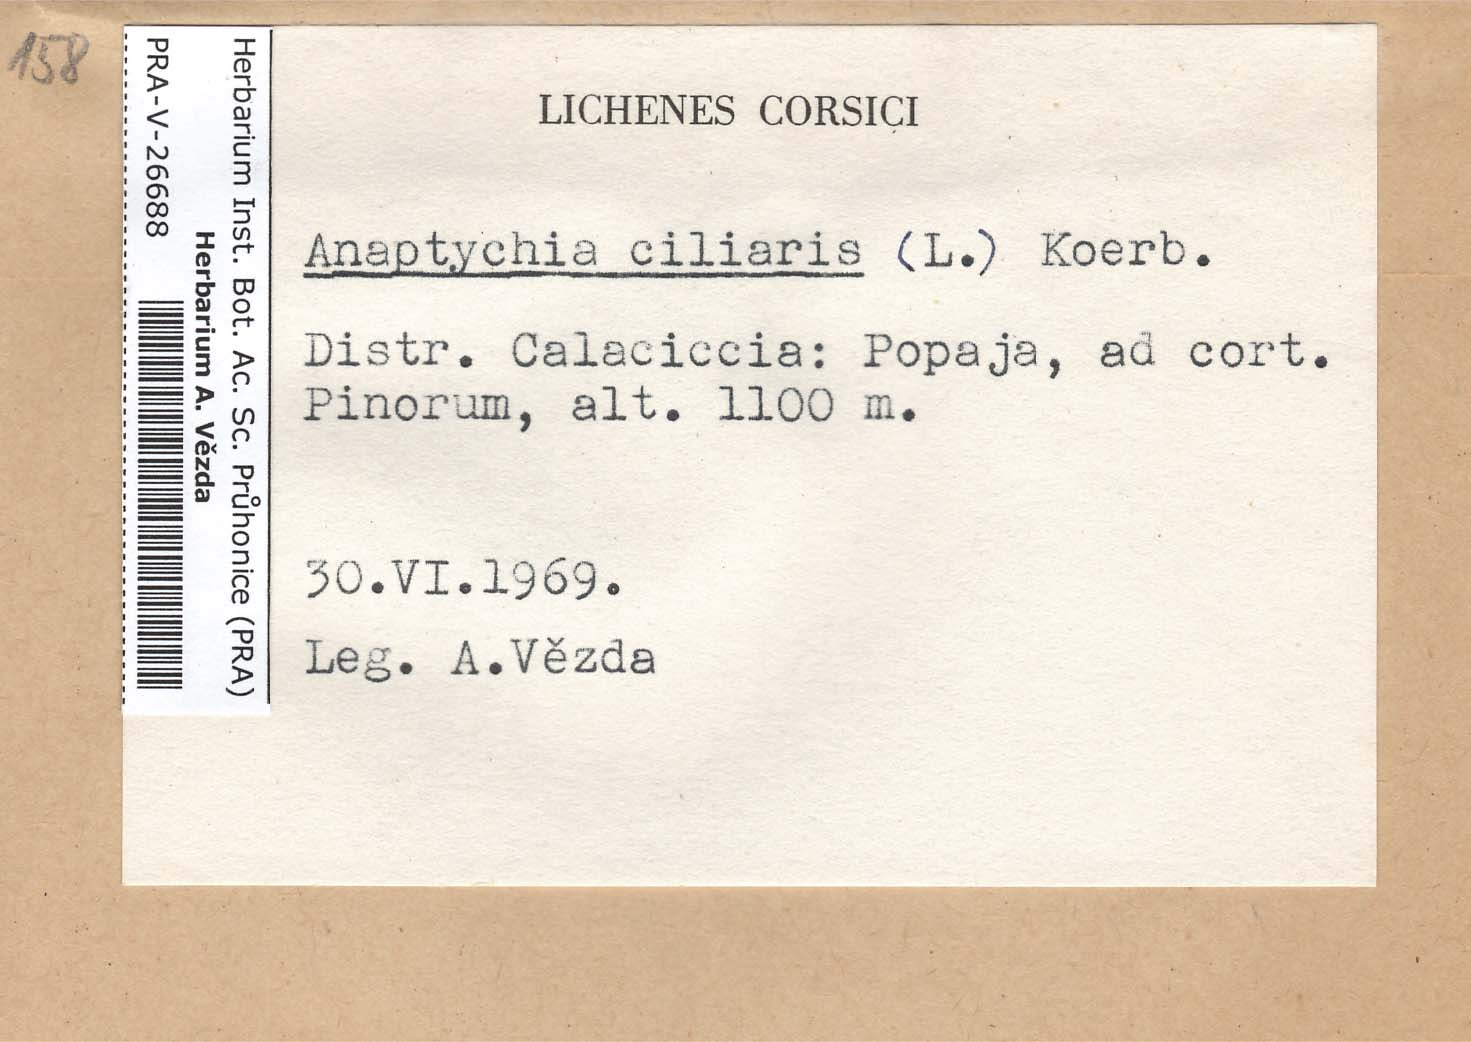 158
Herbarium Inst. Bot. Ac. Sc. Průhonice (PRA)
Herbarium A. Vězda
PRA-V-26688
LICHENES CORSICI
Anaptychia ciliaris (L.) Koerb.
Distr. Calaciccia: Popaja, ad cort.
Pinorum, alt. 1100 m.
30.VI.1969.
Leg. A.Vězda